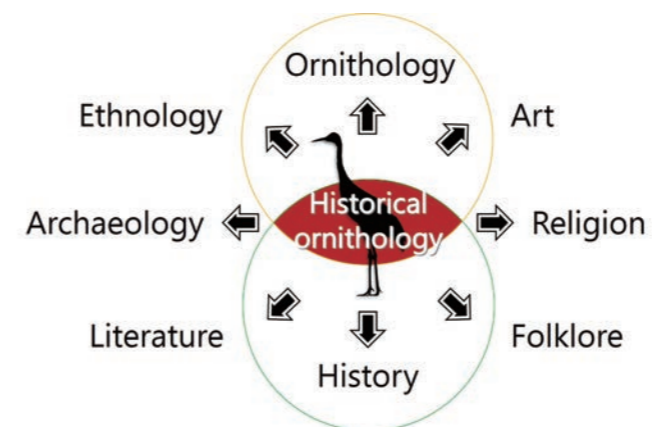 Ornithology
Ethnology
Art
Historical
ornithology
Archaeology
Religion
Literature
Folklore
History